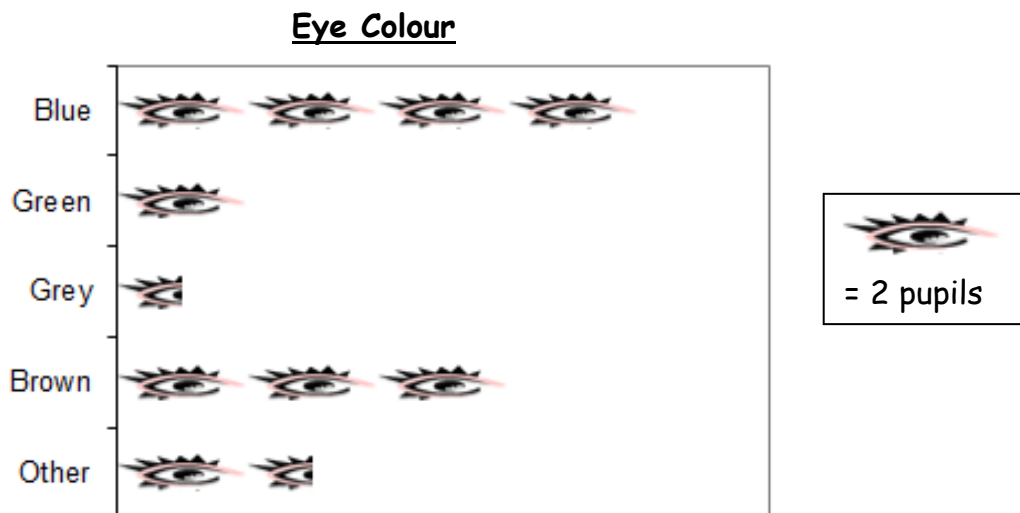 Eye Colour
Blue
Green
Grey
Brown
Other
= 2 pupils